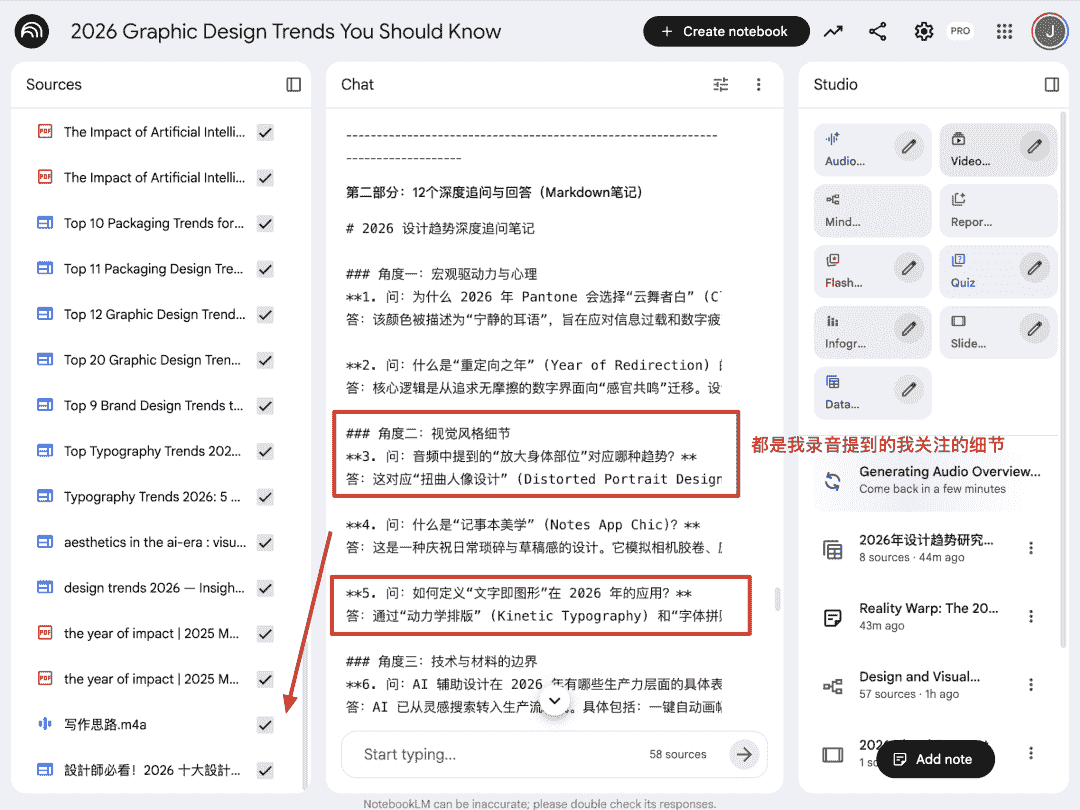 2026 Graphic Design Trends You Should Know
+ Create notebook
PRO
J
Sources
PDF The Impact of Artificial Intelli...
PDF The Impact of Artificial Intelli...
Top 10 Packaging Trends for...
Top 11 Packaging Design Tre...
Top 12 Graphic Design Trend...
Top 20 Graphic Design Tren...
Top 9 Brand Design Trends t...
Top Typography Trends 202...
Typography Trends 2026: 5 ...
aesthetics in the ai-era : visu...
design trends 2026 — Insigh...
PDF the year of impact | 2025 M...
PDF the year of impact | 2025 M...
写作思路.m4a
設計師必看！2026 十大設計...
Chat
---------------------------------------------------------
------------------
第二部分：12个深度追问与回答（Markdown笔记）
# 2026 设计趋势深度追问笔记
### 角度一：宏观驱动力与心理
**1. 问：为什么 2026 年 Pantone 会选择“云舞者白” (Cl
答：该颜色被描述为“宁静的耳语”，旨在应对信息过载和数字疲
**2. 问：什么是“重定向之年” (Year of Redirection)
答：核心逻辑是从追求无摩擦的数字界面向“感官共鸣”迁移。设
### 角度二：视觉风格细节
**3. 问：音频中提到的“放大身体部位”对应哪种趋势？**
答：这对应“扭曲人像设计” (Distorted Portrait Design
**4. 问：什么是“记事本美学” (Notes App Chic)？**
答：这是一种庆祝日常琐碎与草稿感的设计。它模拟相机胶卷、
**5. 问：如何定义“文字即图形”在 2026 年的应用？**
答：通过“动力学排版” (Kinetic Typography) 和“字体拼
### 角度三：技术与材料的边界
**6. 问：AI 辅助设计在 2026 年有哪些生产力层面的具体表
答：AI 已从灵感搜索转入生产流 。具体包括：一键自动画
Start typing...
58 sources
NotebookLM can be inaccurate; please double check its responses.
Studio
Audio...
Video...
Mind...
Repor...
Flash...
Quiz
Infogr...
Slide...
Data...
都是我录音提到的我关注的细节
Generating Audio Overview...
Come back in a few minutes
2026年设计趋势研究...
8 sources · 44m ago
Reality Warp: The 20...
43m ago
Design and Visual...
57 sources · 1h ago
202
1 s
Add note